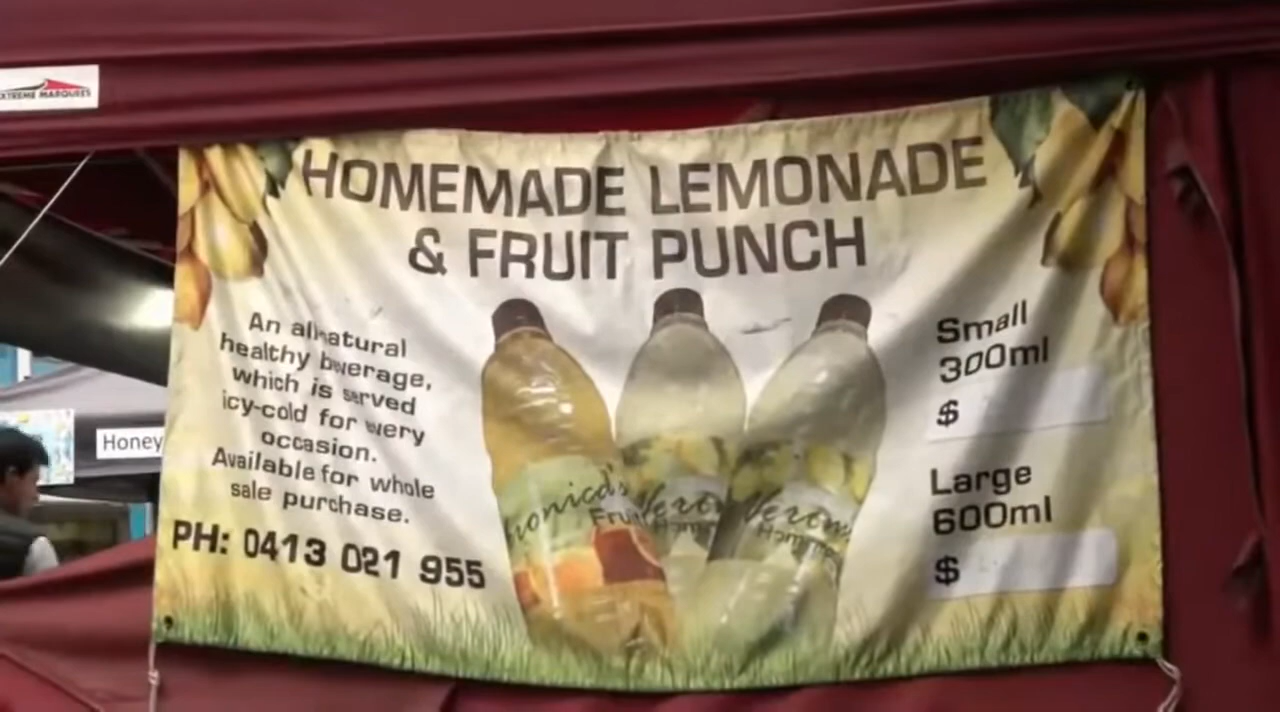 EXTREME MARQUEES
HOMEMADE LEMONADE
& FRUIT PUNCH
An all natural
healthy beverage,
which is served
icy-cold for every
occasion.
Available for whole
sale purchase.
PH: 0413 021 955
Small
300ml
$
Large
600ml
$
Honey